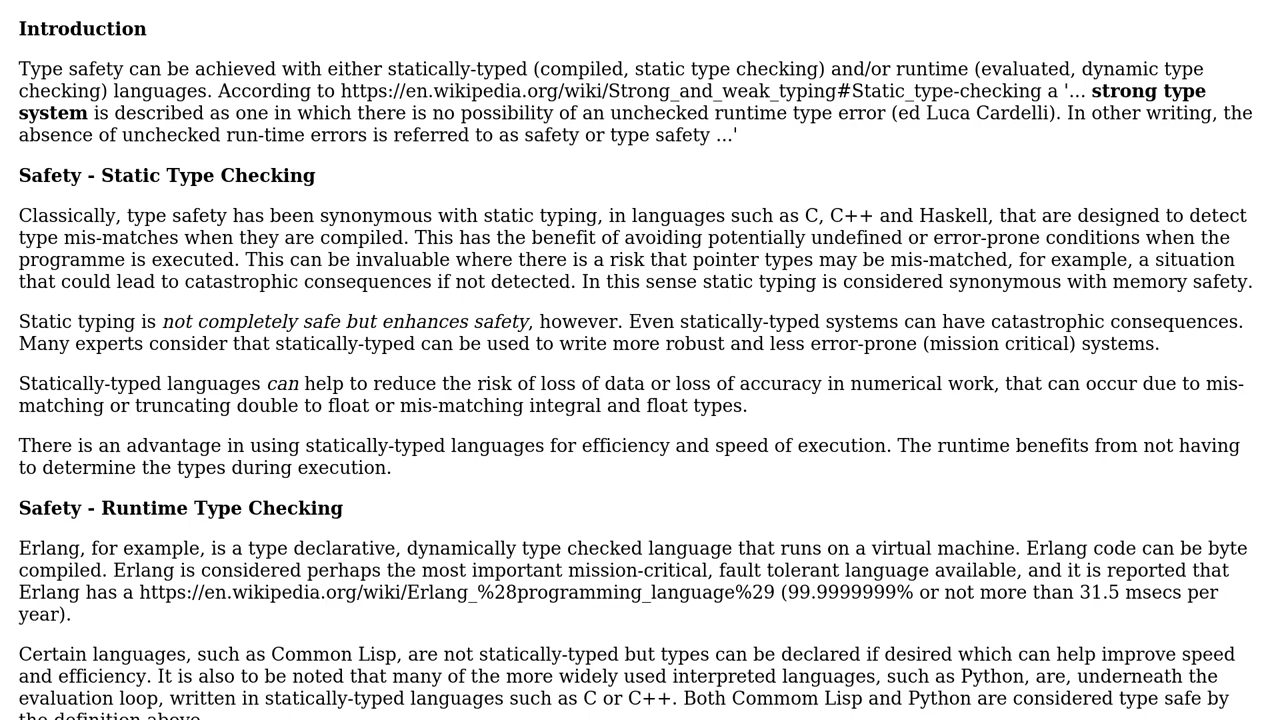 Introduction
Type safety can be achieved with either statically-typed (compiled, static type checking) and/or runtime (evaluated, dynamic type
checking) languages. According to https://en.wikipedia.org/wiki/Strong_and_weak_typing#Static_type-checking a '... strong type
system is described as one in which there is no possibility of an unchecked runtime type error (ed Luca Cardelli). In other writing, the
absence of unchecked run-time errors is referred to as safety or type safety ...'
Safety - Static Type Checking
Classically, type safety has been synonymous with static typing, in languages such as C, C++ and Haskell, that are designed to detect
type mis-matches when they are compiled. This has the benefit of avoiding potentially undefined or error-prone conditions when the
programme is executed. This can be invaluable where there is a risk that pointer types may be mis-matched, for example, a situation
that could lead to catastrophic consequences if not detected. In this sense static typing is considered synonymous with memory safety.
Static typing is not completely safe but enhances safety, however. Even statically-typed systems can have catastrophic consequences.
Many experts consider that statically-typed can be used to write more robust and less error-prone (mission critical) systems.
Statically-typed languages can help to reduce the risk of loss of data or loss of accuracy in numerical work, that can occur due to mis-
matching or truncating double to float or mis-matching integral and float types.
There is an advantage in using statically-typed languages for efficiency and speed of execution. The runtime benefits from not having
to determine the types during execution.
Safety - Runtime Type Checking
Erlang, for example, is a type declarative, dynamically type checked language that runs on a virtual machine. Erlang code can be byte
compiled. Erlang is considered perhaps the most important mission-critical, fault tolerant language available, and it is reported that
Erlang has a https://en.wikipedia.org/wiki/Erlang_%28programming_language%29 (99.9999999% or not more than 31.5 msecs per
year).
Certain languages, such as Common Lisp, are not statically-typed but types can be declared if desired which can help improve speed
and efficiency. It is also to be noted that many of the more widely used interpreted languages, such as Python, are, underneath the
evaluation loop, written in statically-typed languages such as C or C++. Both Commom Lisp and Python are considered type safe by
the definition above.